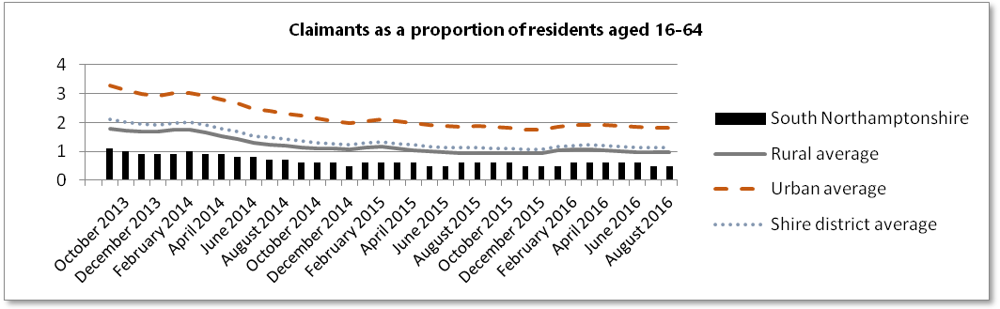 Claimants as a proportion of residents aged 16-64
4
3
2
1
0
October 2013
December 2013
February 2014
April 2014
June 2014
August 2014
October 2014
December 2014
February 2015
April 2015
June 2015
August 2015
October 2015
December 2015
February 2016
April 2016
June 2016
August 2016
South Northamptonshire
Rural average
Urban average
Shire district average